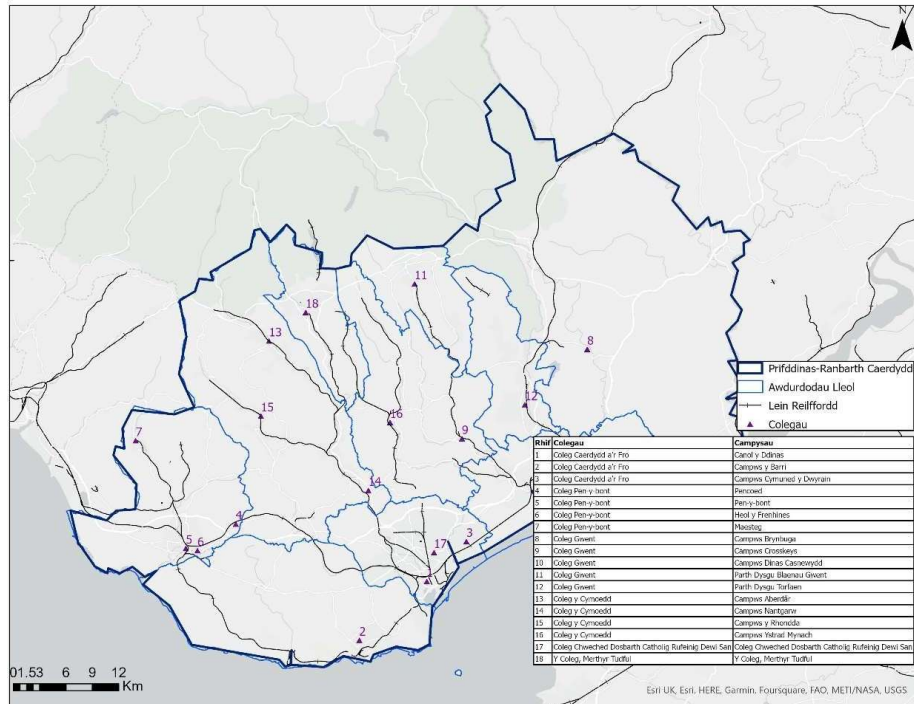 N
11
18
13
8
15
12
16
7
9
14
4
3
5
6
17
1
2
Prifddinas-Ranbarth Caerdydd
Awdurdodau Lleol
Lein Reilffordd
Colegau
Rhif Colegau Campysau
1 Coleg Caerdydd a'r Fro Canol y Ddinas
2 Coleg Caerdydd a'r Fro Campws y Barri
3 Coleg Caerdydd a'r Fro Campws Cymuned y Dwyrain
4 Coleg Pen-y-bont Pencoed
5 Coleg Pen-y-bont Pen-y-bont
6 Coleg Pen-y-bont Heol y Frenhines
7 Coleg Pen-y-bont Maesteg
8 Coleg Gwent Campws Brynbuga
9 Coleg Gwent Campws Crosskeys
10 Coleg Gwent Campws Dinas Casnewydd
11 Coleg Gwent Parth Dysgu Blaenau Gwent
12 Coleg Gwent Parth Dysgu Torfaen
13 Coleg y Cymoedd Campws Aberdâr
14 Coleg y Cymoedd Campws Nantgarw
15 Coleg y Cymoedd Campws y Rhondda
16 Coleg y Cymoedd Campws Ystrad Mynach
17 Coleg Chweched Dosbarth Catholig Rufeinig Dewi San Coleg Chweched Dosbarth Catholig Rufeinig Dewi San
18 Y Coleg, Merthyr Tudful Y Coleg, Merthyr Tudful
01.53 6 9 12
Km
Esri UK, Esri, HERE, Garmin, Foursquare, FAO, METI/NASA, USGS